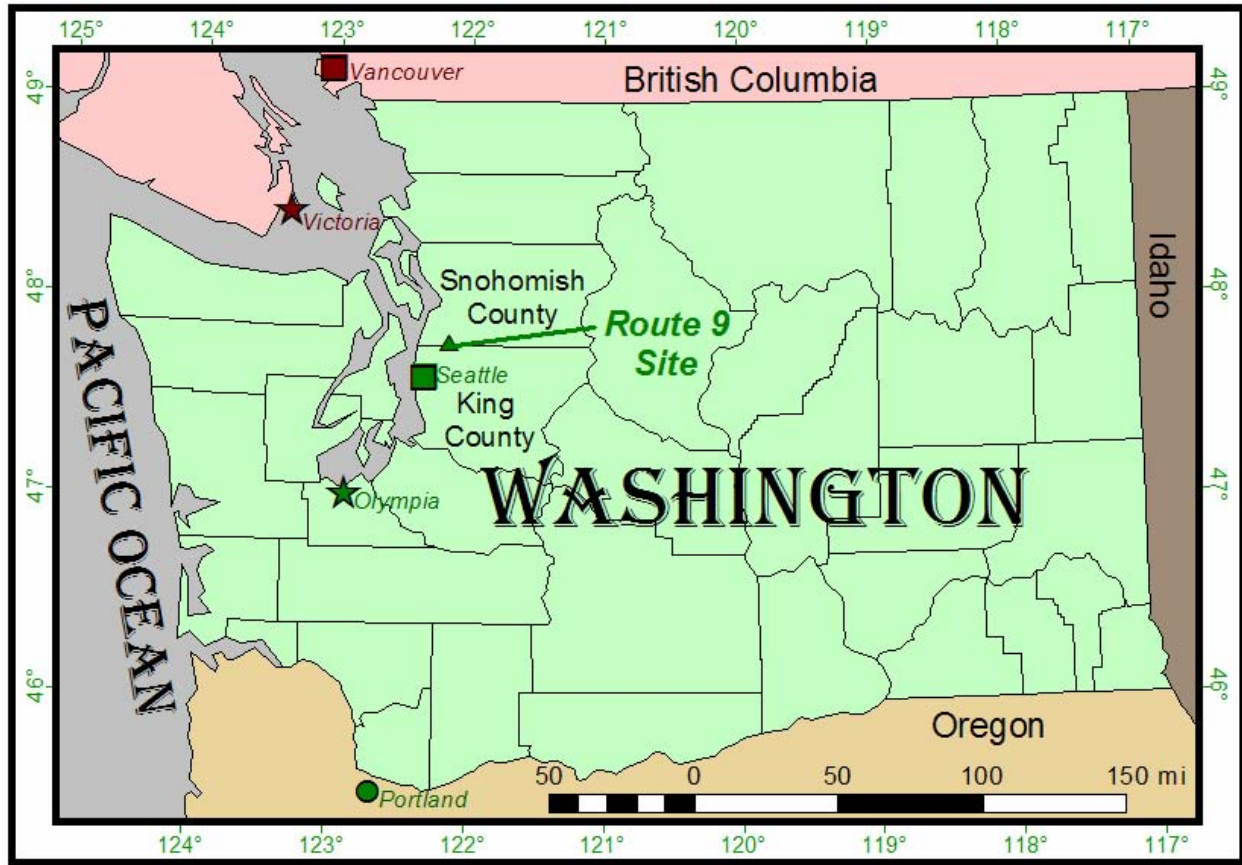 125° 124° 123° 122° 121° 120° 119° 118° 117°
Vancouver
British Columbia
49° 49°
Victoria
Idaho
48° 48°
Snohomish
County
Route 9
Site
PACIFIC OCEAN
Seattle
King
County
WASHINGTON
47° 47°
Olympia
46° 46°
Oregon
50 0 50 100 150 mi
Portland
124° 123° 122° 121° 120° 119° 118° 117°